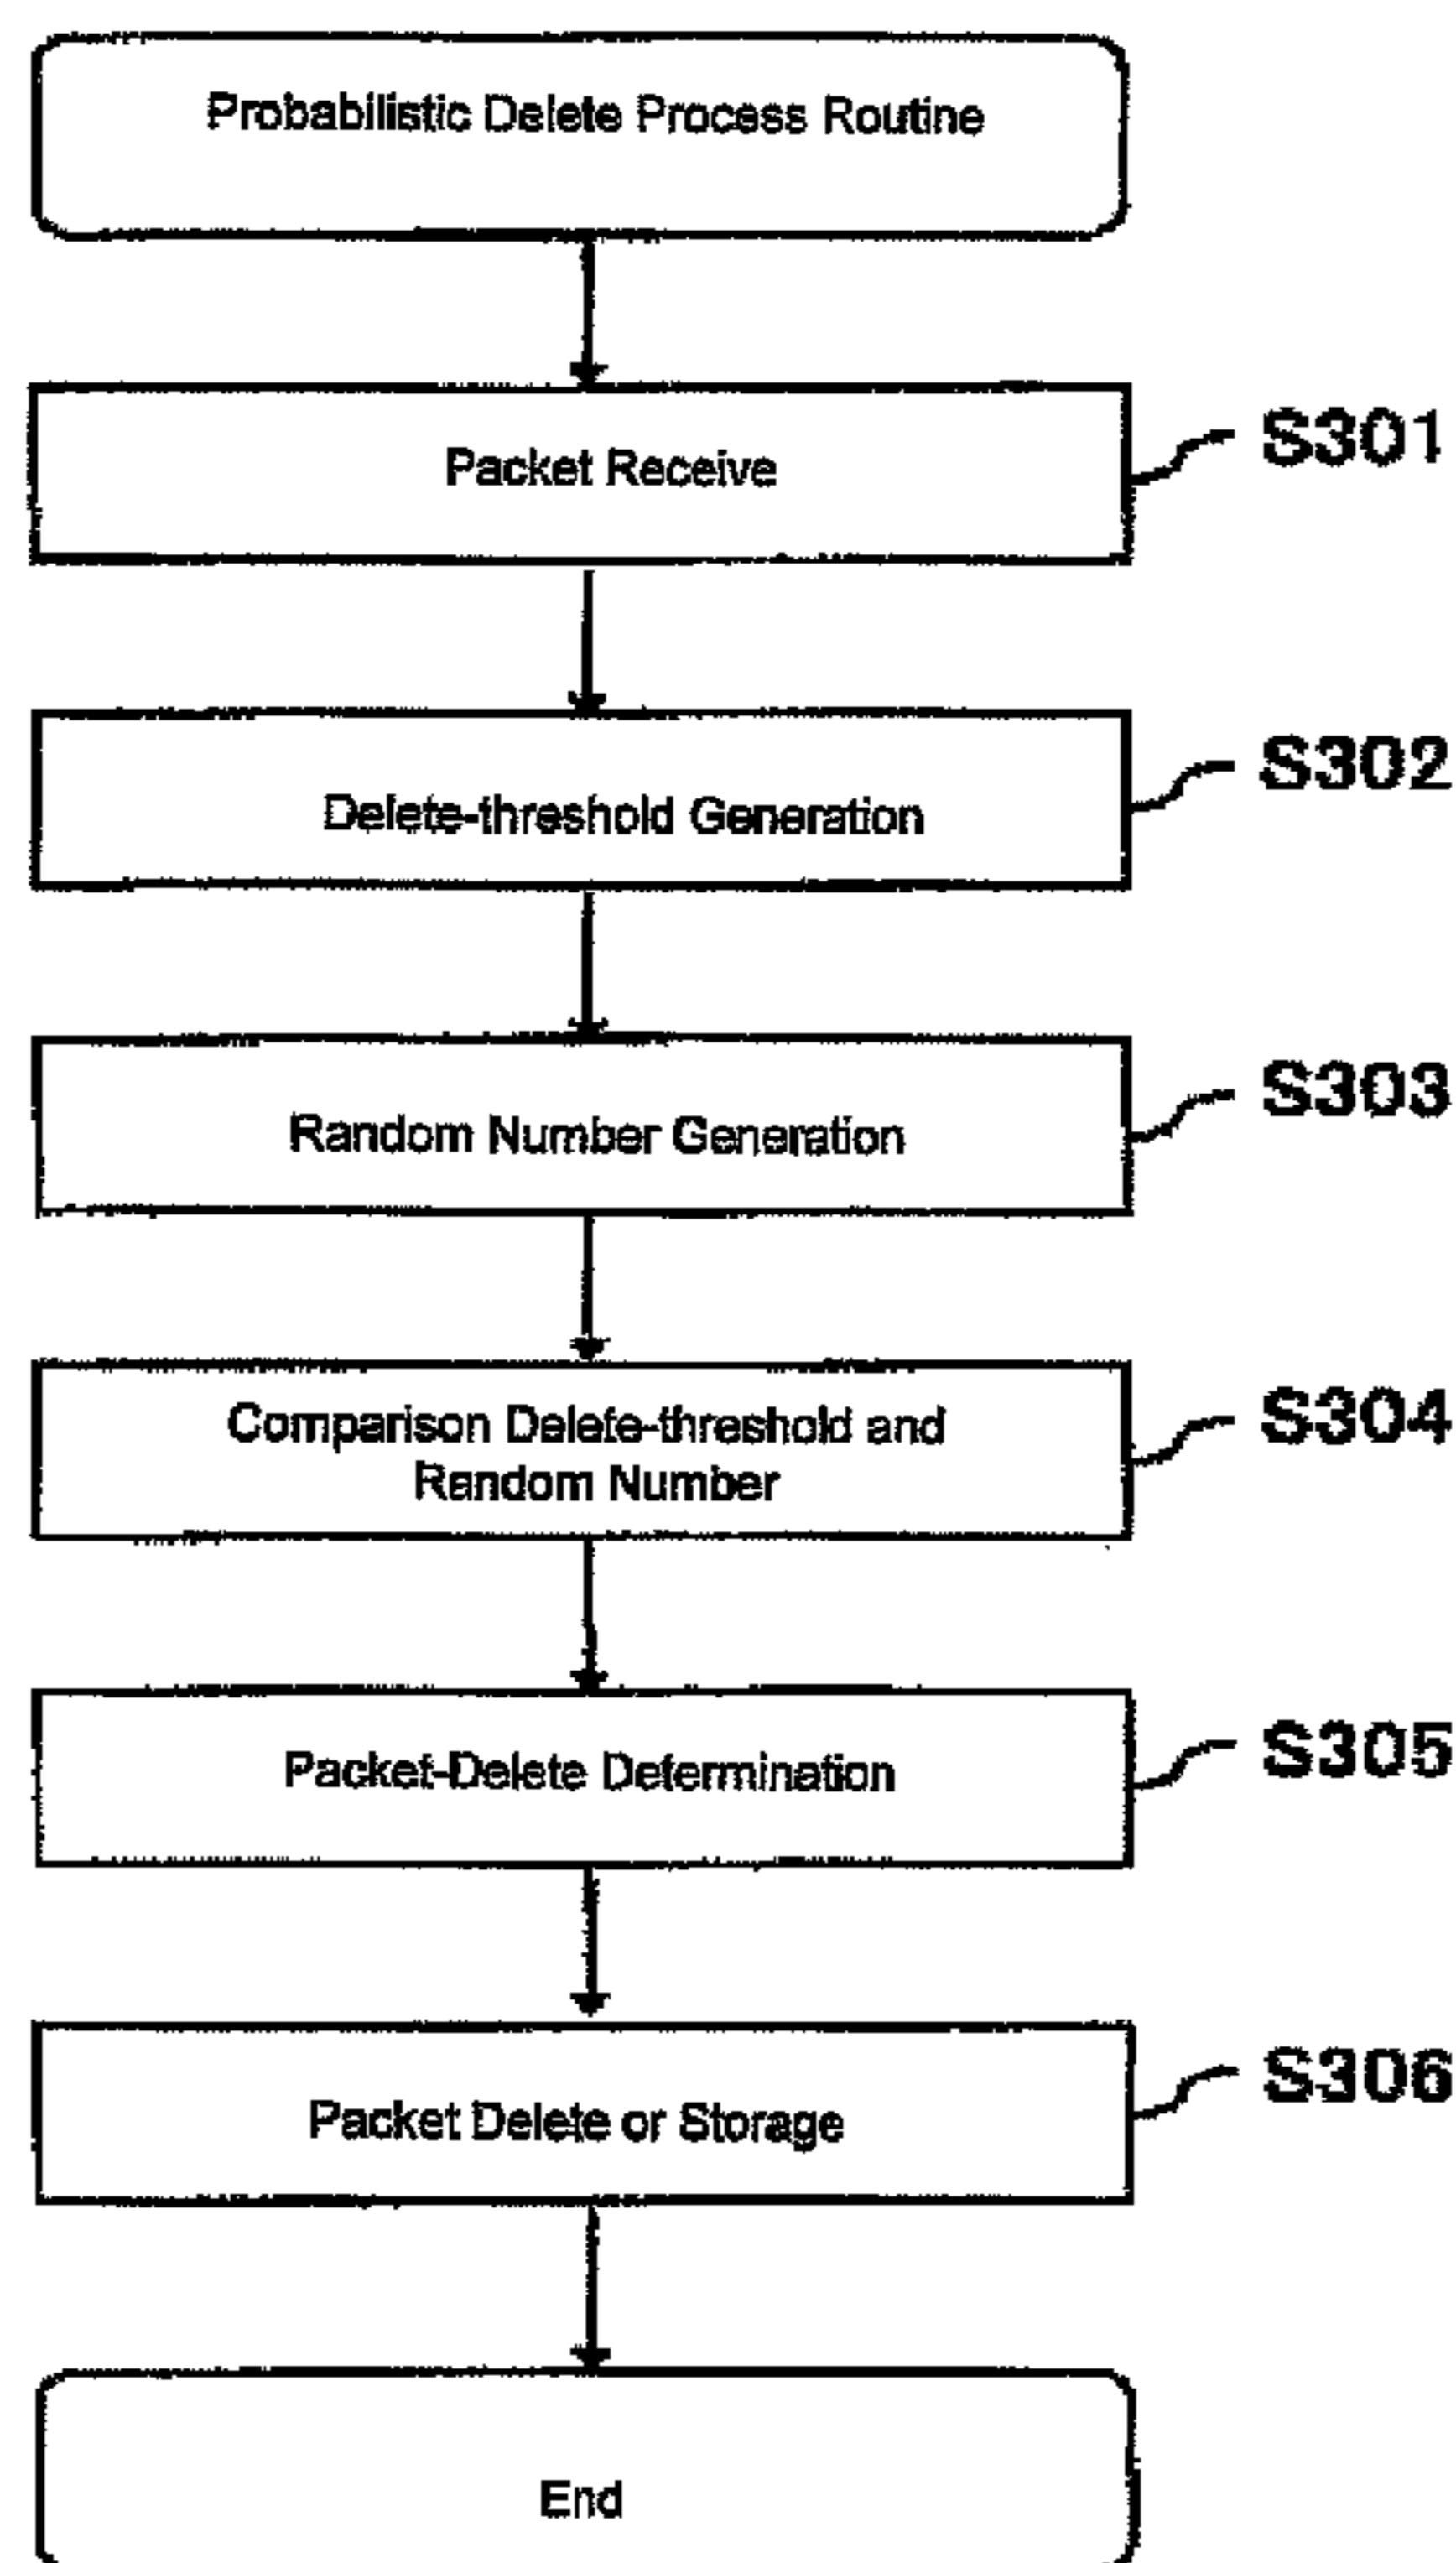 Probabilistic Delete Process Routine
Packet Receive
S301
Delete-threshold Generation
S302
Random Number Generation
S303
Comparison Delete-threshold and
Random Number
S304
Packet-Delete Determination
S305
Packet Delete or Storage
S306
End